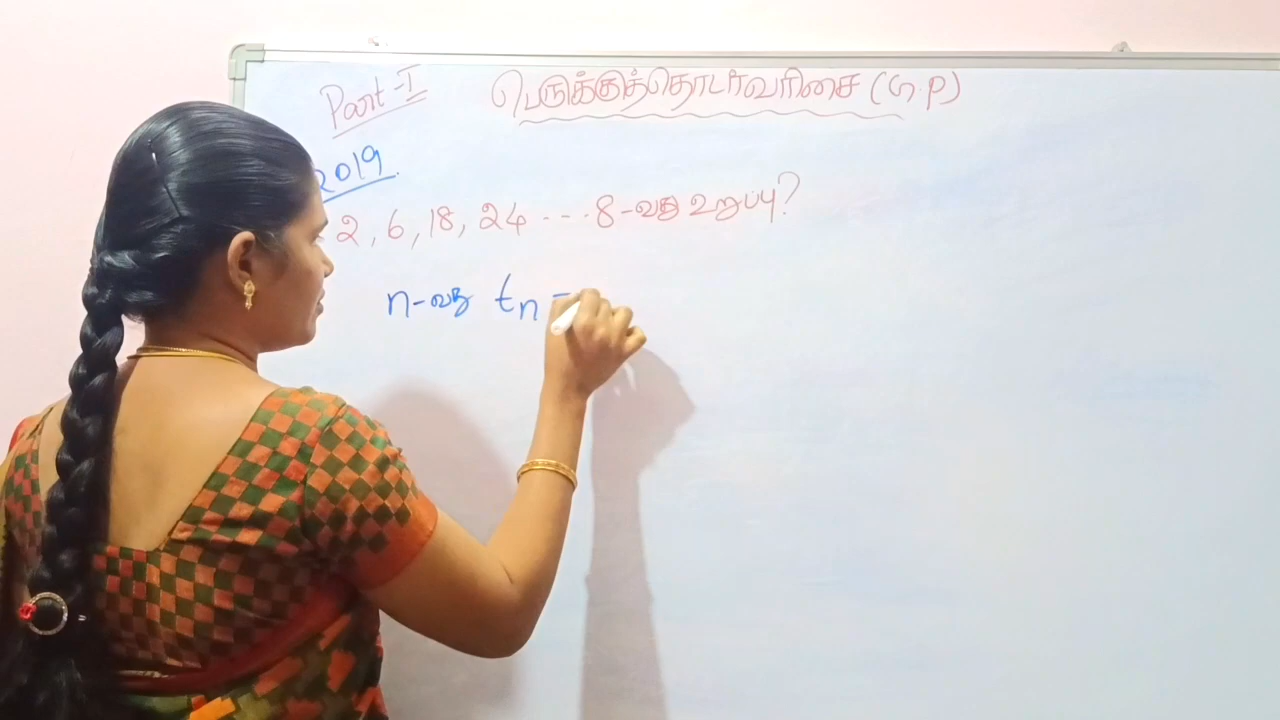 Part-I பெருக்குத்தொடர்வரிசை (G.P)
2019
2, 6, 18, 24 ---8-வது உறுப்பு?
n-வது tn =